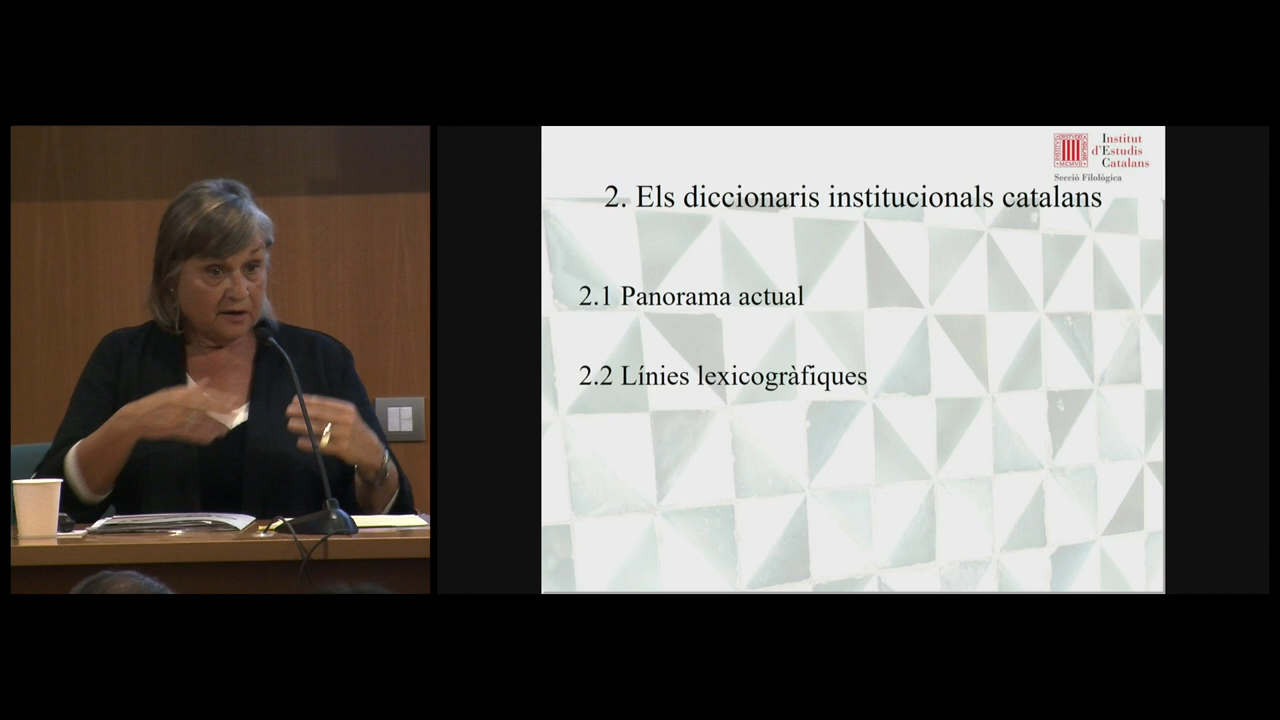 Institut
d'Estudis
Catalans
Secció Filològica
2. Els diccionaris institucionals catalans
2.1 Panorama actual
2.2 Línies lexicogràfiques